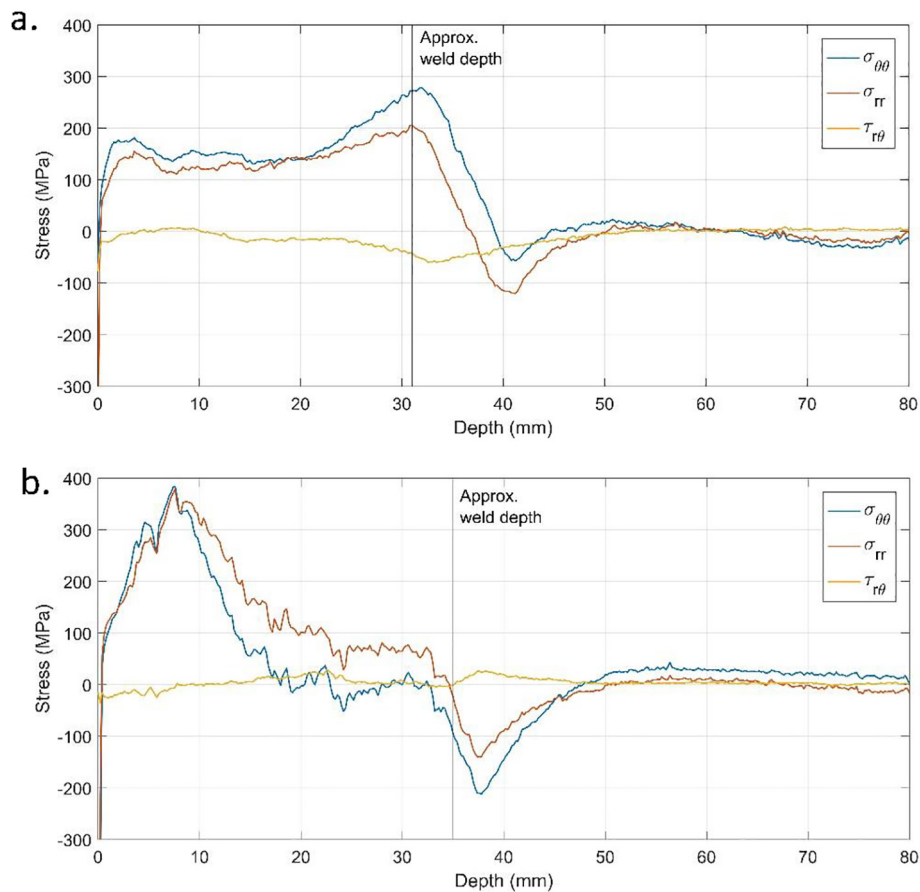 a.
400
300
200
100
0
-100
-200
-300
Stress (MPa)
Approx.
weld depth
σθθ
σrr
τrθ
0 10 20 30 40 50 60 70 80
Depth (mm)
b.
400
300
200
100
0
-100
-200
-300
Stress (MPa)
Approx.
weld depth
σθθ
σrr
τrθ
0 10 20 30 40 50 60 70 80
Depth (mm)